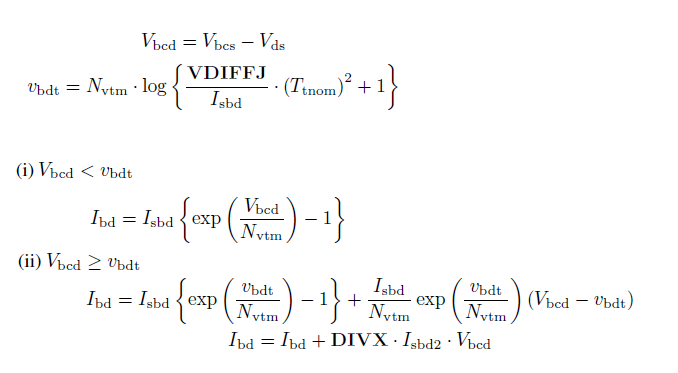 V_bcd = V_bcs − V_ds
v_bdt = N_vtm · log { VDIFFJ / I_sbd · (T_tnom)^2 + 1 }
(i) V_bcd < v_bdt
I_bd = I_sbd { exp ( V_bcd / N_vtm ) − 1 }
(ii) V_bcd ≥ v_bdt
I_bd = I_sbd { exp ( v_bdt / N_vtm ) − 1 } + I_sbd / N_vtm exp ( v_bdt / N_vtm ) (V_bcd − v_bdt)
I_bd = I_bd + DIVX · I_sbd2 · V_bcd